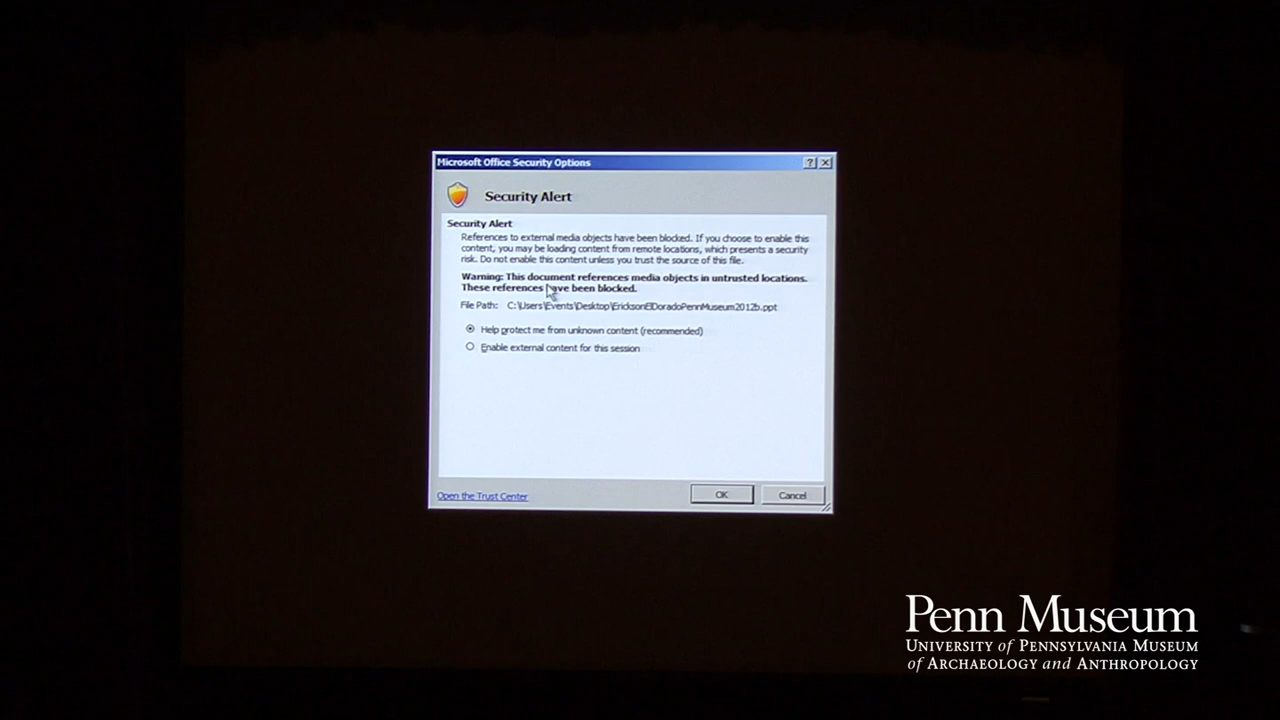 Microsoft Office Security Options
Security Alert
Security Alert
References to external media objects have been blocked. If you choose to enable this
content, you may be loading content from remote locations, which presents a security
risk. Do not enable this content unless you trust the source of this file.
Warning: This document references media objects in untrusted locations.
These references have been blocked.
File Path: C:\Users\Events\Desktop\EricksonElDoradoPennMuseum2012b.ppt
Help protect me from unknown content (recommended)
Enable external content for this session
Open the Trust Center
OK
Cancel
Penn Museum
University of Pennsylvania Museum
of Archaeology and Anthropology